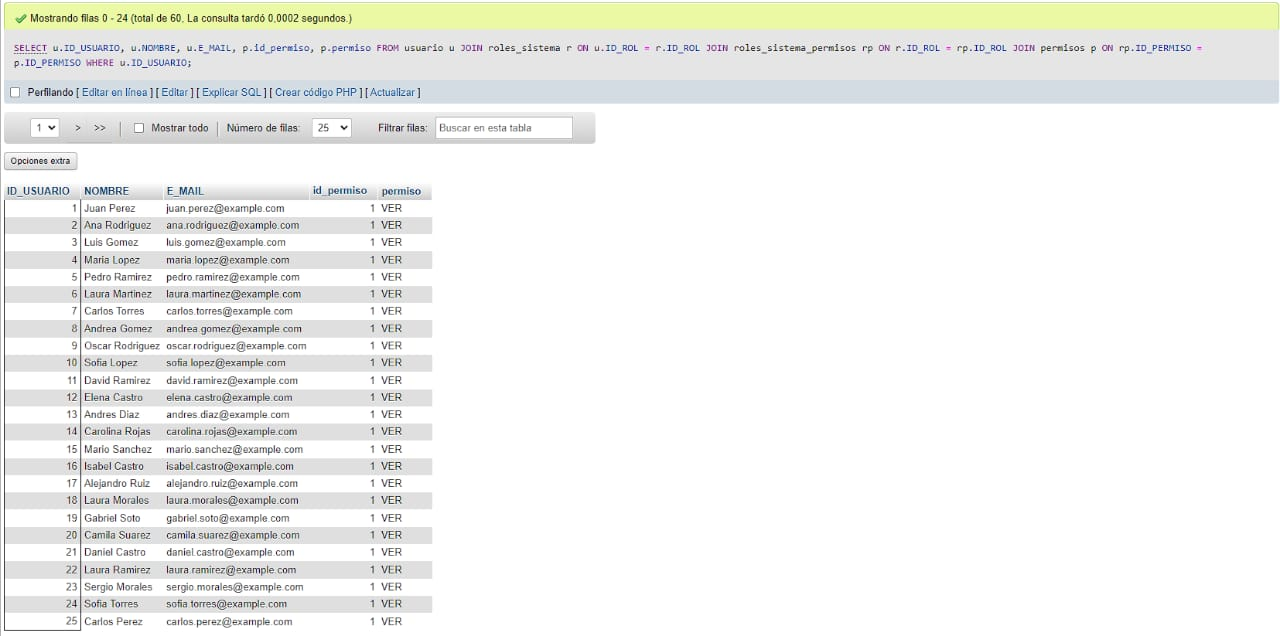 Mostrando filas 0 - 24 (total de 60, La consulta tardó 0,0002 segundos.)
SELECT u.ID_USUARIO, u.NOMBRE, u.E_MAIL, p.id_permiso, p.permiso FROM usuario u JOIN roles_sistema r ON u.ID_ROL = r.ID_ROL JOIN roles_sistema_permisos rp ON r.ID_ROL = rp.ID_ROL JOIN permisos p ON rp.ID_PERMISO =
p.ID_PERMISO WHERE u.ID_USUARIO;
Perfilando [ Editar en línea ] [ Editar ] [ Explicar SQL ] [ Crear código PHP ] [ Actualizar ]
1 > >> | Mostrar todo | Número de filas: 25 Filtrar filas: Buscar en esta tabla
Opciones extra
ID_USUARIO NOMBRE E_MAIL id_permiso permiso
1 Juan Perez juan.perez@example.com 1 VER
2 Ana Rodriguez ana.rodriguez@example.com 1 VER
3 Luis Gomez luis.gomez@example.com 1 VER
4 Maria Lopez maria.lopez@example.com 1 VER
5 Pedro Ramirez pedro.ramirez@example.com 1 VER
6 Laura Martinez laura.martinez@example.com 1 VER
7 Carlos Torres carlos.torres@example.com 1 VER
8 Andrea Gomez andrea.gomez@example.com 1 VER
9 Oscar Rodriguez oscar.rodriguez@example.com 1 VER
10 Sofia Lopez sofia.lopez@example.com 1 VER
11 David Ramirez david.ramirez@example.com 1 VER
12 Elena Castro elena.castro@example.com 1 VER
13 Andres Diaz andres.diaz@example.com 1 VER
14 Carolina Rojas carolina.rojas@example.com 1 VER
15 Mario Sanchez mario.sanchez@example.com 1 VER
16 Isabel Castro isabel.castro@example.com 1 VER
17 Alejandro Ruiz alejandro.ruiz@example.com 1 VER
18 Laura Morales laura.morales@example.com 1 VER
19 Gabriel Soto gabriel.soto@example.com 1 VER
20 Camila Suarez camila.suarez@example.com 1 VER
21 Daniel Castro daniel.castro@example.com 1 VER
22 Laura Ramirez laura.ramirez@example.com 1 VER
23 Sergio Morales sergio.morales@example.com 1 VER
24 Sofia Torres sofia.torres@example.com 1 VER
25 Carlos Perez carlos.perez@example.com 1 VER